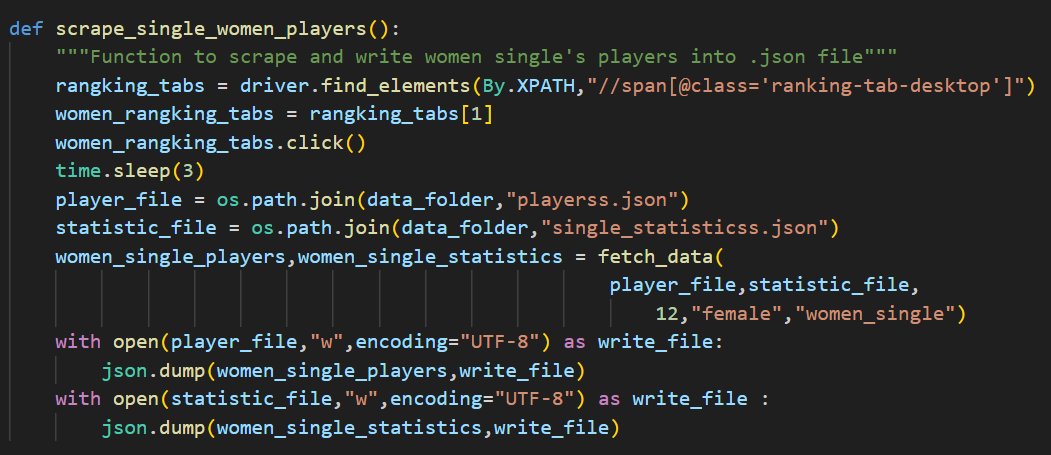 def scrape_single_women_players():
    """Function to scrape and write women single's players into .json file"""
    rangking_tabs = driver.find_elements(By.XPATH,"//span[@class='ranking-tab-desktop']")
    women_rangking_tabs = rangking_tabs[1]
    women_rangking_tabs.click()
    time.sleep(3)
    player_file = os.path.join(data_folder,"playerss.json")
    statistic_file = os.path.join(data_folder,"single_statisticss.json")
    women_single_players,women_single_statistics = fetch_data(
                                                    player_file,statistic_file,
                                                        12,"female","women_single")
    with open(player_file,"w",encoding="UTF-8") as write_file:
        json.dump(women_single_players,write_file)
    with open(statistic_file,"w",encoding="UTF-8") as write_file :
        json.dump(women_single_statistics,write_file)